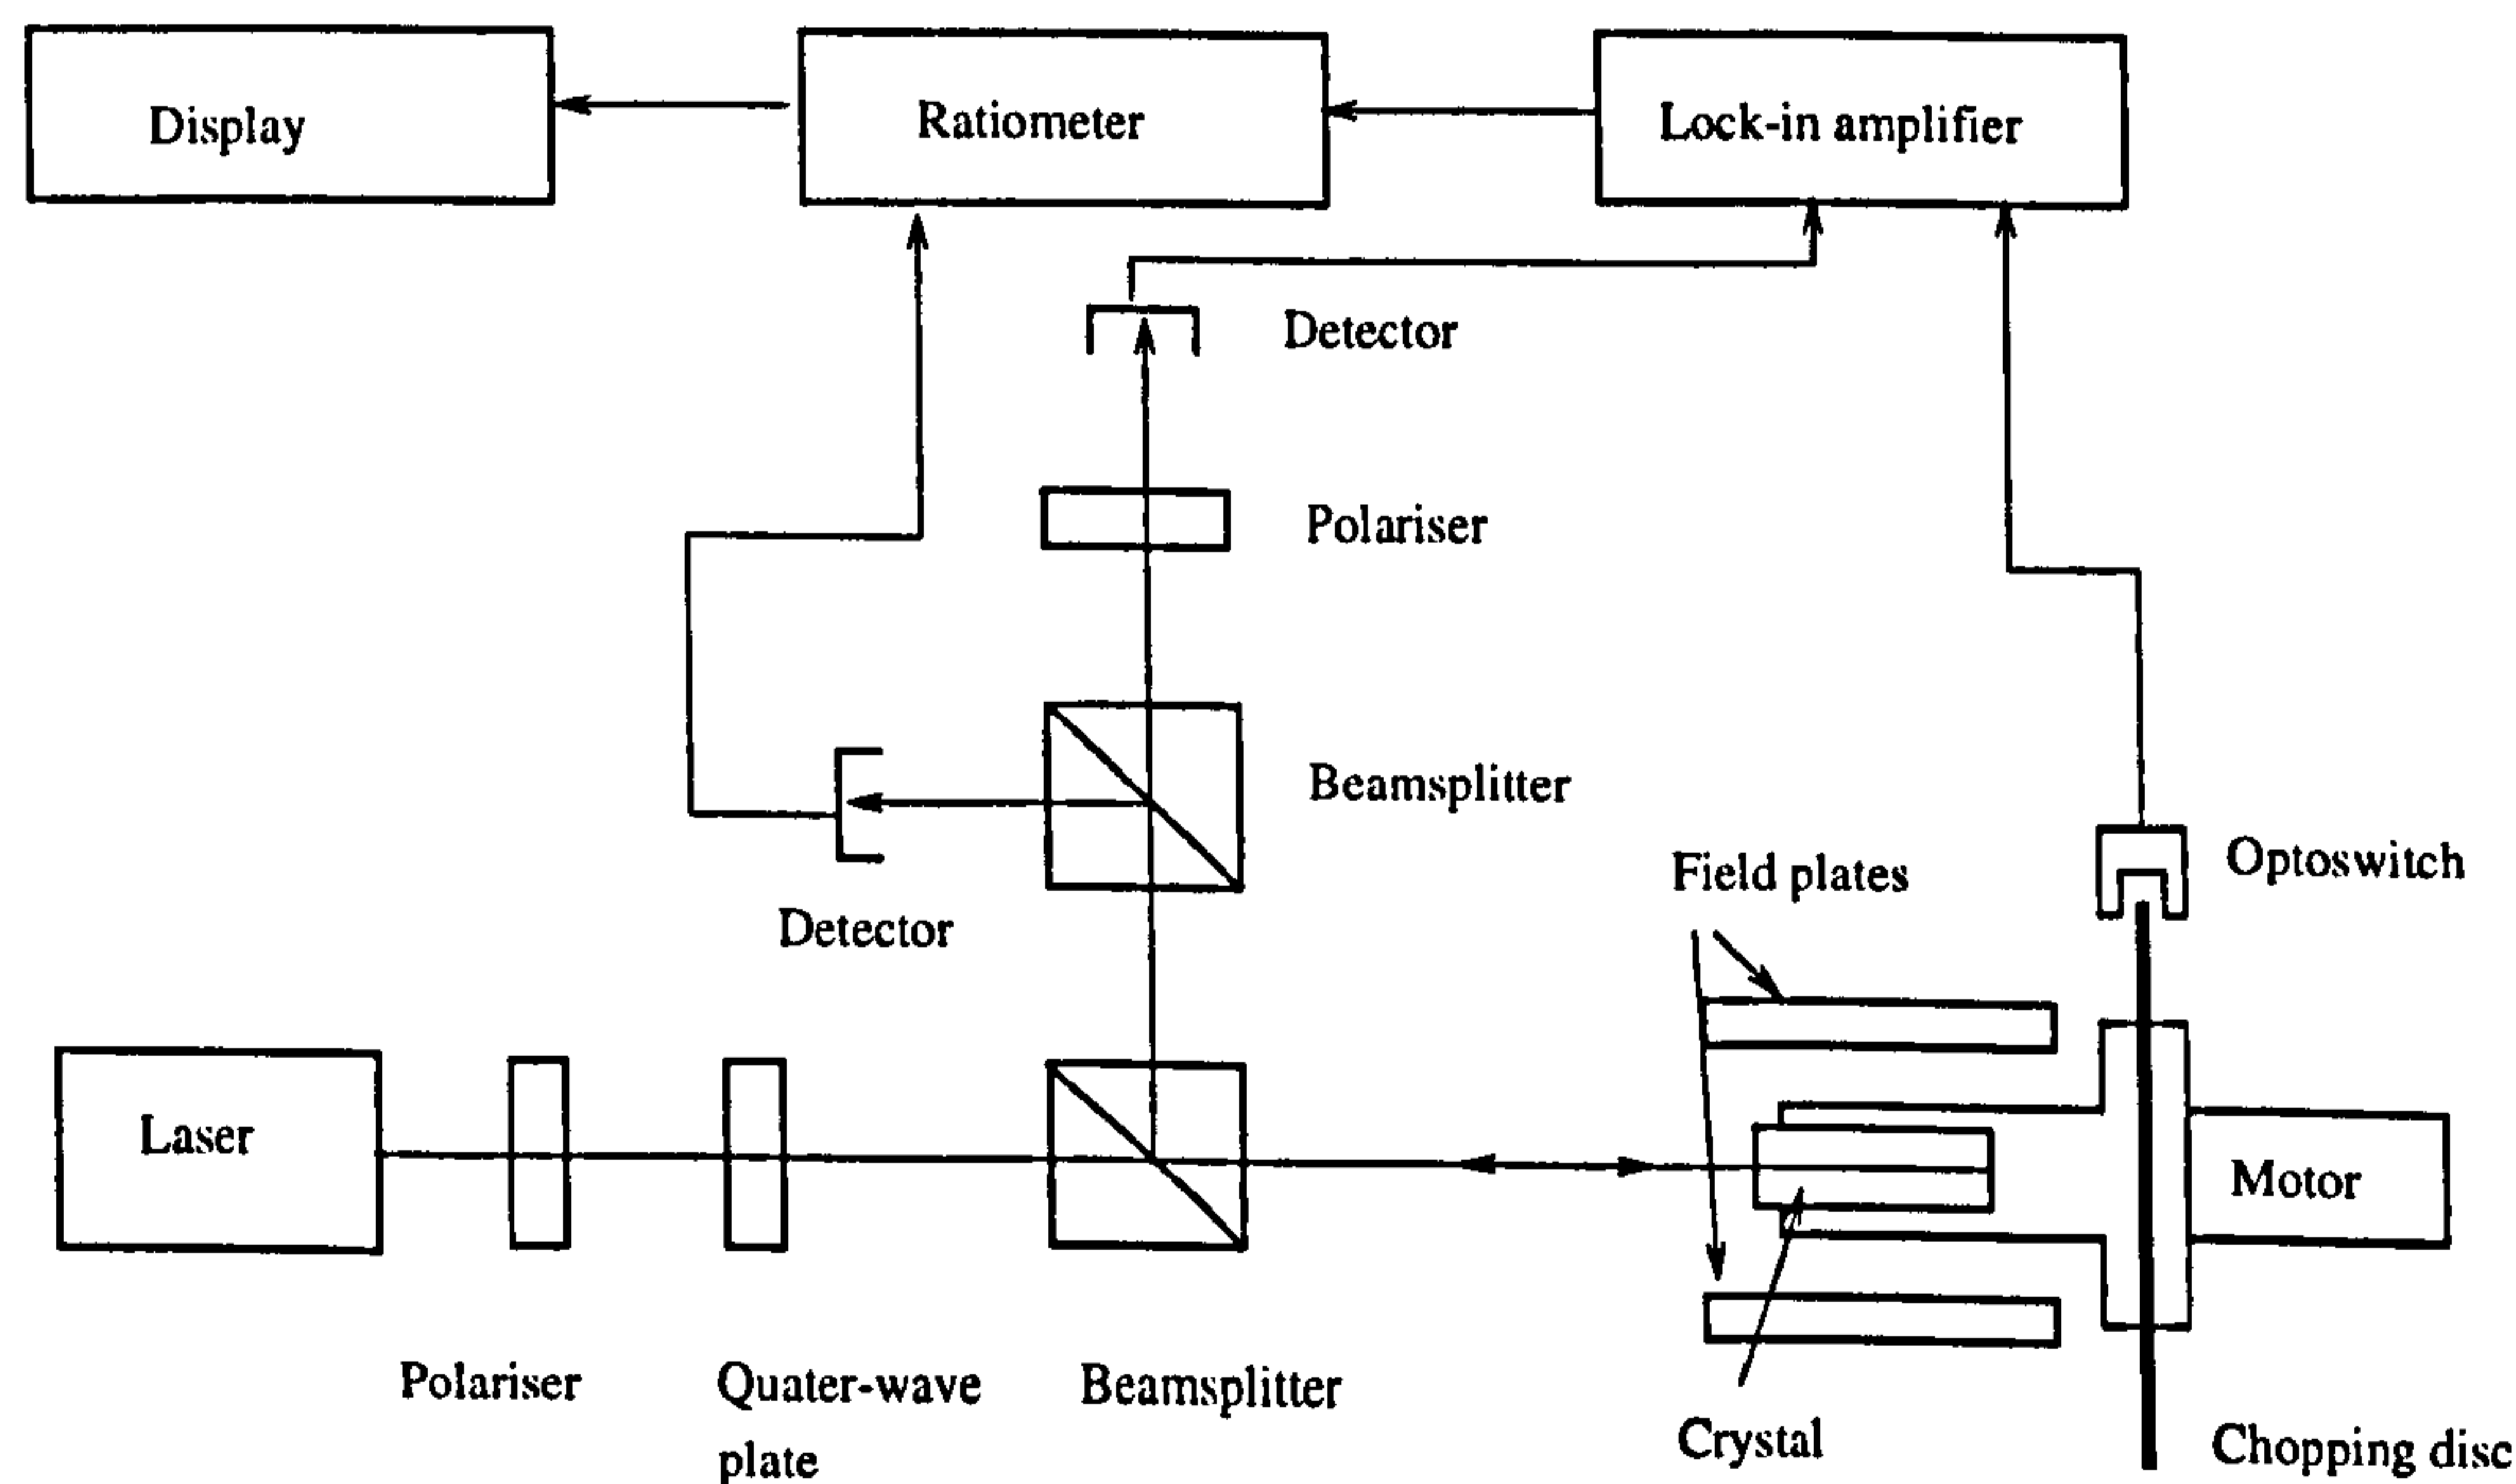 Display
Ratiometer
Lock-in amplifier
Detector
Polariser
Beamsplitter
Field plates
Optoswitch
Detector
Laser
Motor
Polariser
Quater-wave
plate
Beamsplitter
Crystal
Chopping disc